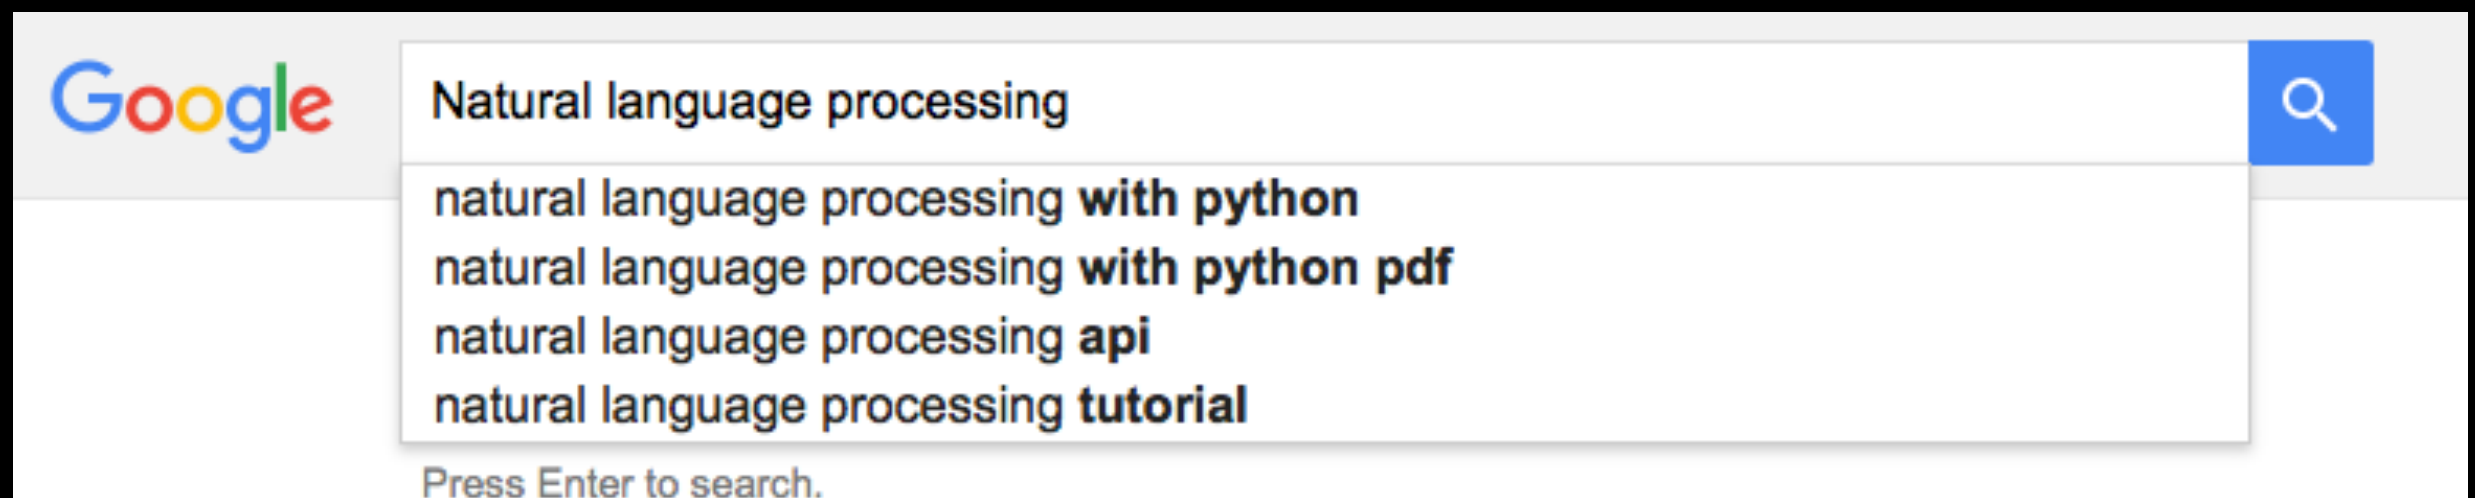 Google
Natural language processing
natural language processing with python
natural language processing with python pdf
natural language processing api
natural language processing tutorial
Press Enter to search.